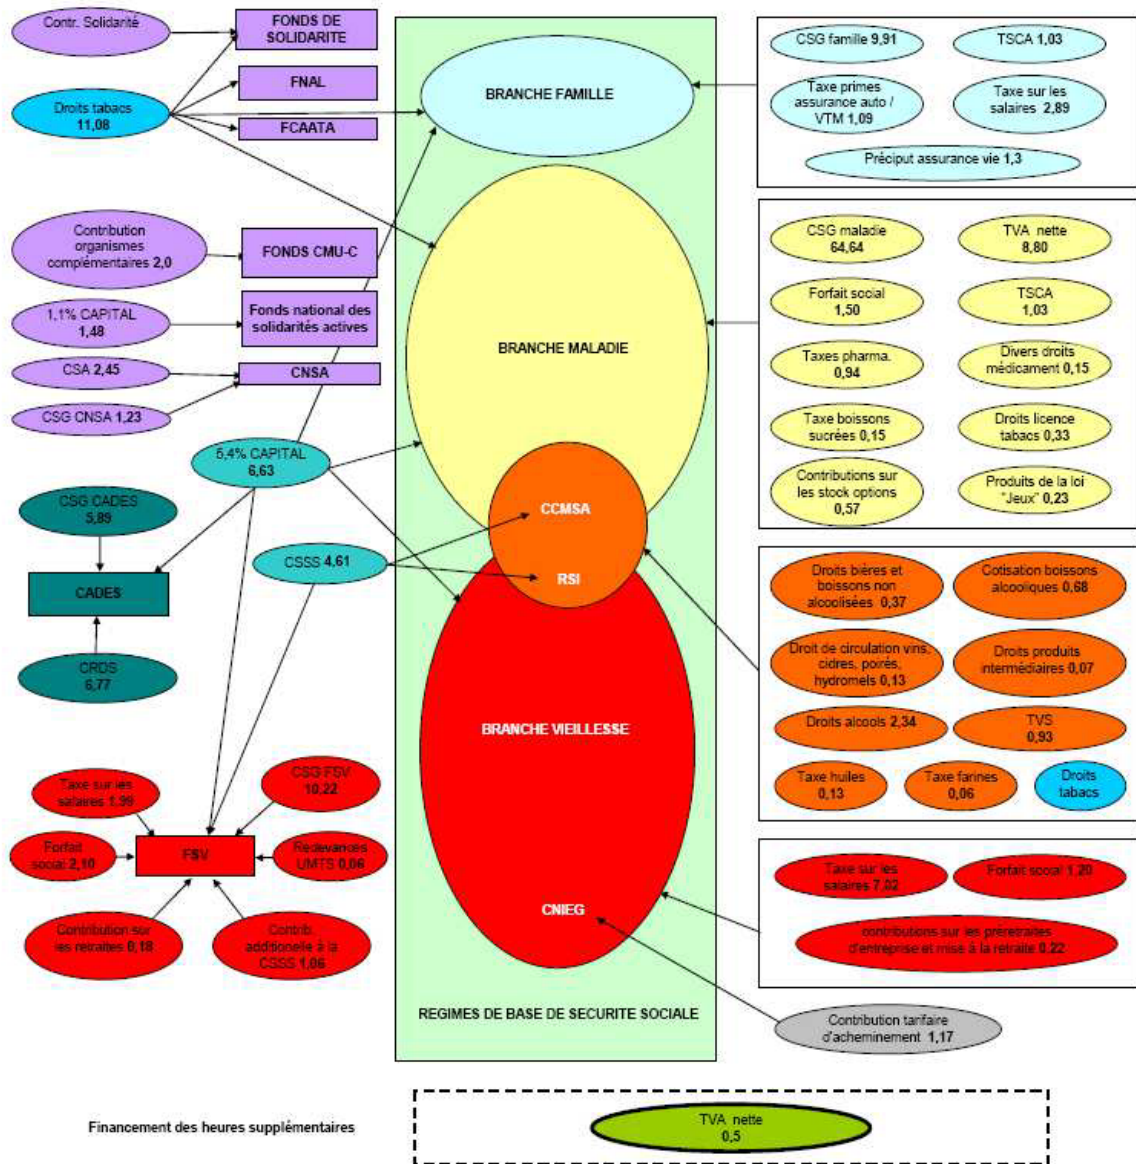 Contr. Solidarité
FONDS DE
SOLIDARITE
FNAL
Droits tabacs
11,08
FCAATA
Contribution
organismes
complémentaires 2,0
FONDS CMU-C
1,1% CAPITAL
1,48
Fonds national des
solidarités actives
CSA 2,45
CNSA
CSG CNSA 1,23
5,4% CAPITAL
6,63
CSG CADES
5,89
CSSS 4,61
CADES
CRDS
6,77
Taxe sur les
salaires 1,99
CSG FSV
10,22
Forfait
social 2,10
FSV
Redevances
UMTS 0,06
Contribution sur
les retraites 0,18
Contrib.
additionelle à la
CSSS 1,06
BRANCHE FAMILLE
BRANCHE MALADIE
CCMSA
RSI
BRANCHE VIEILLESSE
CNIEG
REGIMES DE BASE DE SECURITE SOCIALE
CSG famille 9,91
TSCA 1,03
Taxe primes
assurance auto /
VTM 1,09
Taxe sur les
salaires 2,89
Préciput assurance vie 1,3
CSG maladie
64,64
TVA nette
8,80
Forfait social
1,50
TSCA
1,03
Taxes pharma.
0,94
Divers droits
médicament 0,15
Taxe boissons
sucrées 0,15
Droits licence
tabacs 0,33
Contributions sur
les stock options
0,57
Produits de la loi
"Jeux" 0,23
Droits bières et
boissons non
alcoolisées 0,37
Cotisation boissons
alcooliques 0,68
Droit de circulation vins,
cidres, poirés,
hydromels 0,13
Droits produits
intermédiaires 0,07
Droits alcools 2,34
TVS
0,93
Taxe huiles
0,13
Taxe farines
0,06
Droits
tabacs
Taxe sur les
salaires 7,02
Forfait social 1,20
contributions sur les préretraites
d'entreprise et mise à la retraite 0,22
Contribution tarifaire
d'acheminement 1,17
Financement des heures supplémentaires
TVA nette
0,5